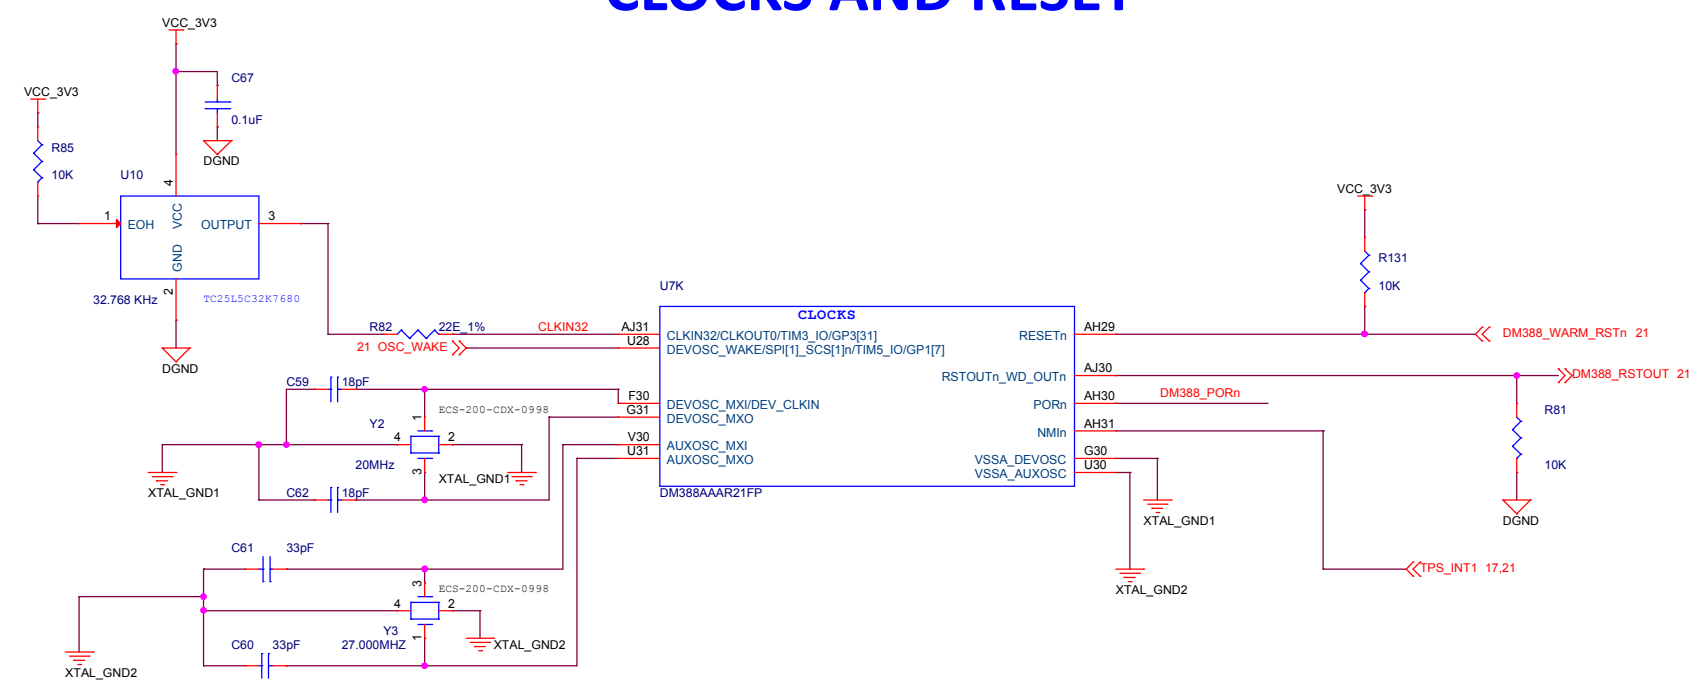 CLOCKS AND RESET
VCC_3V3
C67
0.1uF
DGND
VCC_3V3
R85
10K
U10
4
1
EOH
VCC
GND
OUTPUT
3
2
32.768 KHz
TC25L5C32K7680
DGND
R82
22E_1%
CLKIN32
21 OSC_WAKE
C59
18pF
ECS-200-CDX-0998
1
Y2
4
2
20MHz
3
XTAL_GND1
XTAL_GND1
C62
18pF
C61
33pF
ECS-200-CDX-0998
3
4
2
Y3
1
27.000MHZ
XTAL_GND2
C60
33pF
XTAL_GND2
U7K
CLOCKS
AJ31
CLKIN32/CLKOUT0/TIM3_IO/GP3[31]
U28
DEVOSC_WAKE/SPI[1]_SCS[1]n/TIM5_IO/GP1[7]
F30
DEVOSC_MXI/DEV_CLKIN
G31
DEVOSC_MXO
V30
AUXOSC_MXI
U31
AUXOSC_MXO
DM388AAAR21FP
RESETn
AH29
RSTOUTn_WD_OUTn
AJ30
PORn
AH30
DM388_PORn
NMIn
AH31
VSSA_DEVOSC
G30
VSSA_AUXOSC
U30
XTAL_GND1
XTAL_GND2
VCC_3V3
R131
10K
DM388_WARM_RSTn 21
DM388_RSTOUT 21
R81
10K
DGND
TPS_INT1 17,21